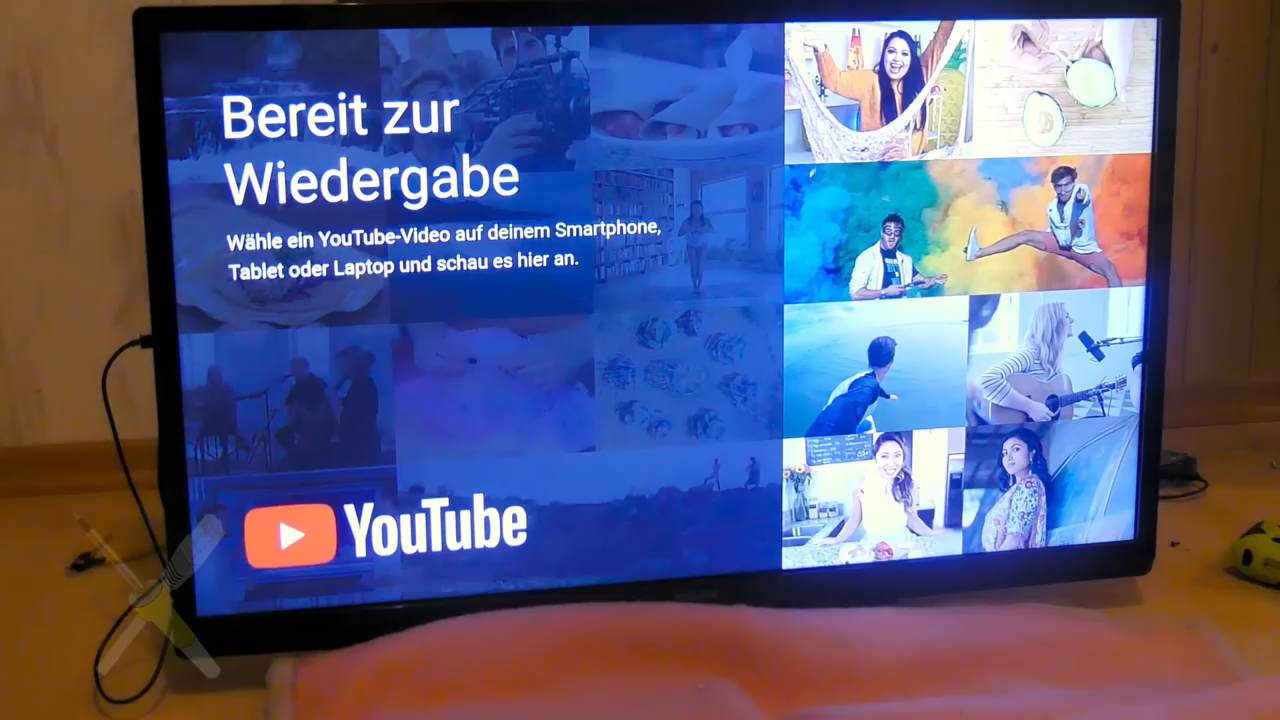 Bereit zur
Wiedergabe
Wähle ein YouTube-Video auf deinem Smartphone,
Tablet oder Laptop und schau es hier an.
YouTube